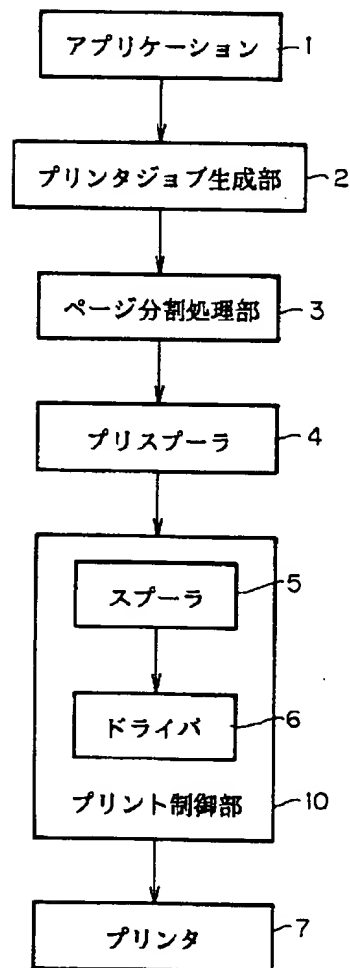 アプリケーション 1
プリンタジョブ生成部 2
ページ分割処理部 3
プリスプーラ 4
スプーラ 5
ドライバ 6
プリント制御部 10
プリンタ 7